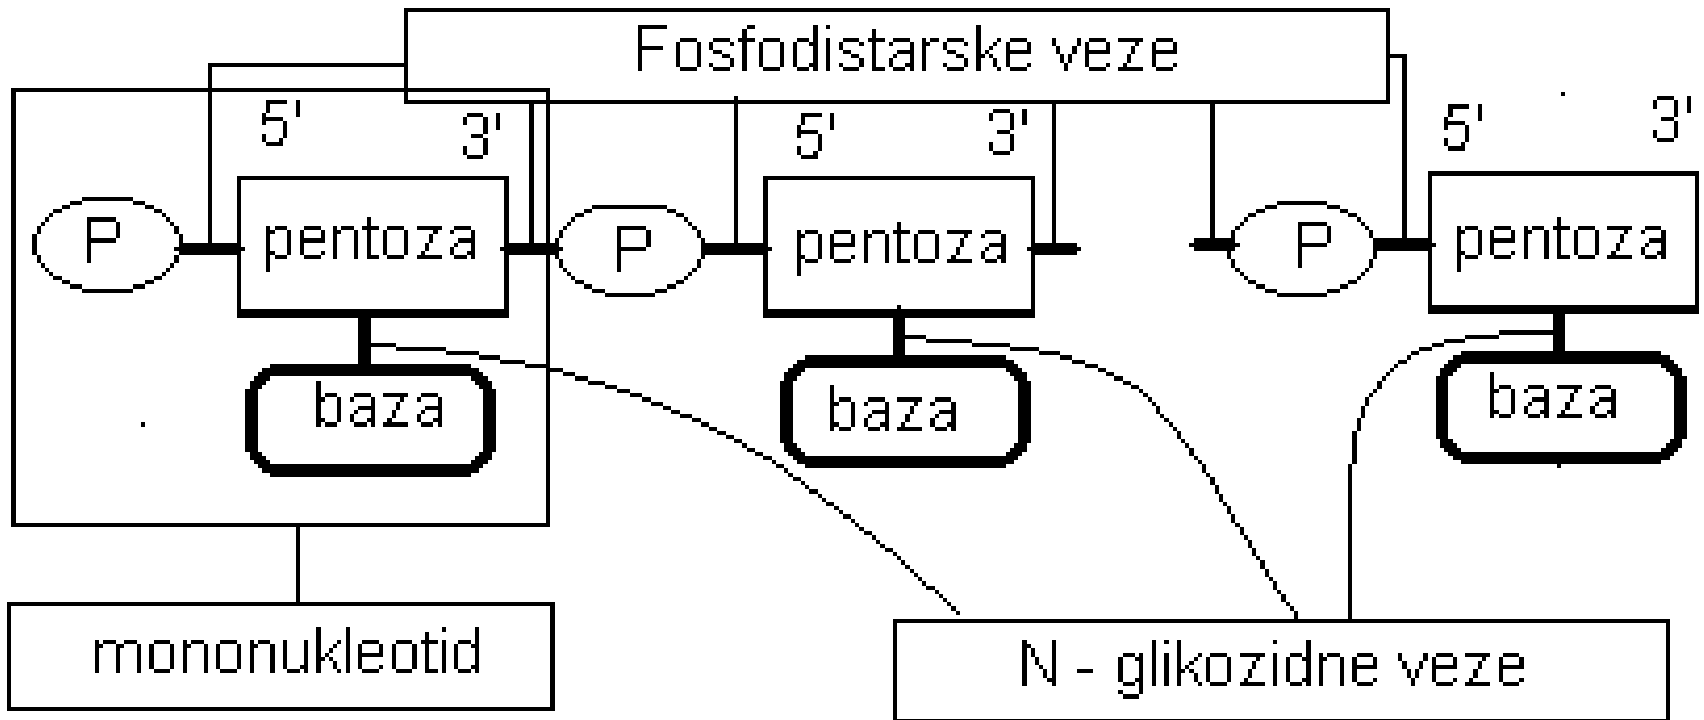 Fosfodistarske veze
5' 3' 5' 3' 5' 3'
P pentoza P pentoza P pentoza
baza baza baza
mononukleotid
N - glikozidne veze